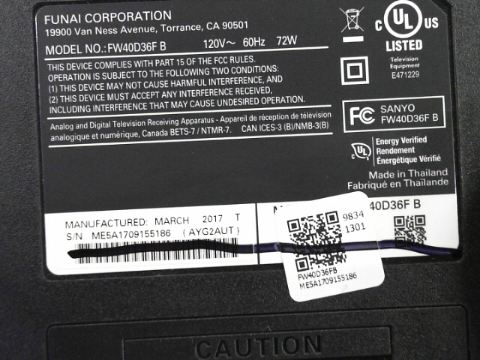 FUNAI CORPORATION
19900 Van Ness Avenue, Torrance, CA 90501
MODEL NO.: FW40D36F B 120V~ 60Hz 72W
THIS DEVICE COMPLIES WITH PART 15 OF THE FCC RULES.
OPERATION IS SUBJECT TO THE FOLLOWING TWO CONDITIONS:
(1) THIS DEVICE MAY NOT CAUSE HARMFUL INTERFERENCE, AND
(2) THIS DEVICE MUST ACCEPT ANY INTERFERENCE RECEIVED,
INCLUDING INTERFERENCE THAT MAY CAUSE UNDESIRED OPERATION.
Analog and Digital Television Receiving Apparatus - Appareil de réception de télévision
analogique et numérique, Canada BETS-7 / NTMR-7. CAN ICES-3 (B)/NMB-3(B)
c UL US
LISTED
Television
Equipment
E471229
FC SANYO
FW40D36F B
c UL
Energy Verified
Rendement
Énergétique Vérifié
Made in Thailand
Fabriqué en Thaïlande
MANUFACTURED: MARCH 2017 T
S/N ME5A1709155186 (AYG2AUT)
40D36F B
9834
1301
FW40D36FB
ME5A1709155186
CAUTION